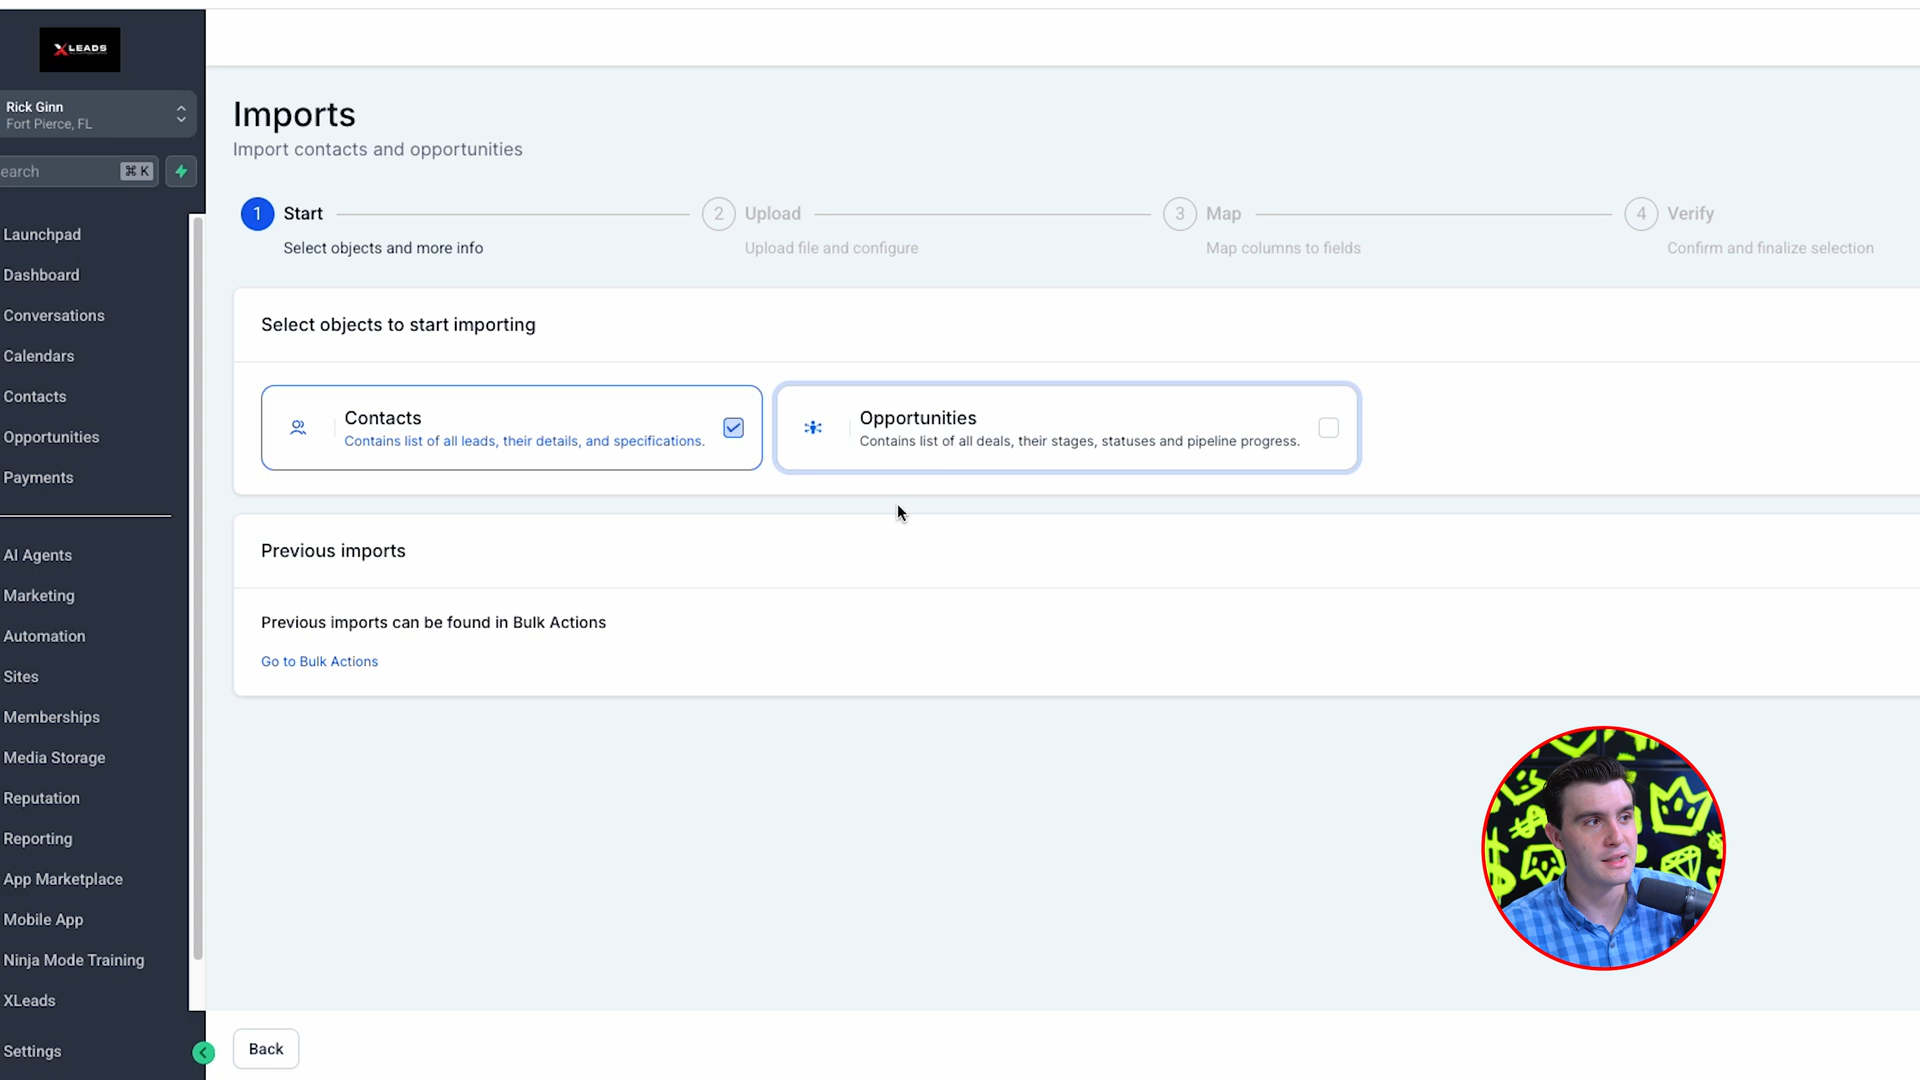 XLEADS
Rick Ginn
Fort Pierce, FL
earch
⌘ K
Launchpad
Dashboard
Conversations
Calendars
Contacts
Opportunities
Payments
AI Agents
Marketing
Automation
Sites
Memberships
Media Storage
Reputation
Reporting
App Marketplace
Mobile App
Ninja Mode Training
XLeads
Settings
Imports
Import contacts and opportunities
1 Start
Select objects and more info
2 Upload
Upload file and configure
3 Map
Map columns to fields
4 Verify
Confirm and finalize selection
Select objects to start importing
Contacts
Contains list of all leads, their details, and specifications.
Opportunities
Contains list of all deals, their stages, statuses and pipeline progress.
Previous imports
Previous imports can be found in Bulk Actions
Go to Bulk Actions
Back